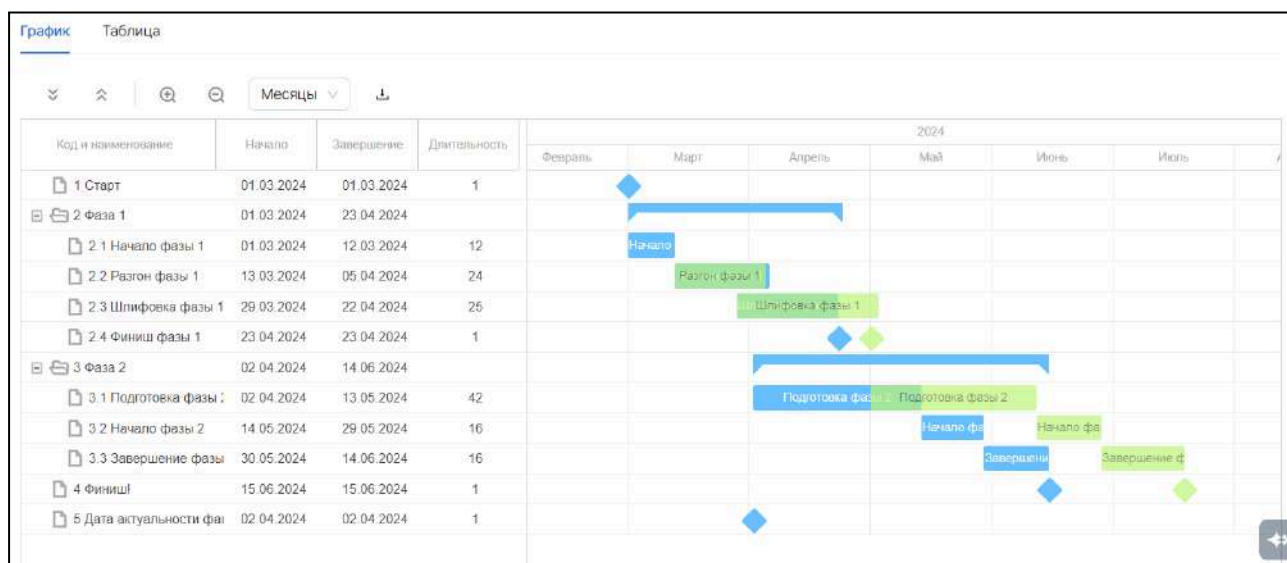 График Таблица
Месяцы
Код и наименование Начало Завершение Длительность 2024
Февраль Март Апрель Май Июнь Июль
1 Старт 01.03.2024 01.03.2024 1
2 Фаза 1 01.03.2024 23.04.2024
2.1 Начало фазы 1 01.03.2024 12.03.2024 12 Начало
2.2 Разгон фазы 1 13.03.2024 05.04.2024 24 Разгон фазы 1
2.3 Шлифовка фазы 1 29.03.2024 22.04.2024 25 Шлифовка фазы 1
2.4 Финиш фазы 1 23.04.2024 23.04.2024 1
3 Фаза 2 02.04.2024 14.06.2024
3.1 Подготовка фазы 02.04.2024 13.05.2024 42 Подготовка фазы 2 Подготовка фазы 2
3.2 Начало фазы 2 14.05.2024 29.05.2024 16 Начало фа Начало фа
3.3 Завершение фазы 30.05.2024 14.06.2024 16 Завершени Завершение ф
4 Финиш! 15.06.2024 15.06.2024 1
5 Дата актуальности фа 02.04.2024 02.04.2024 1